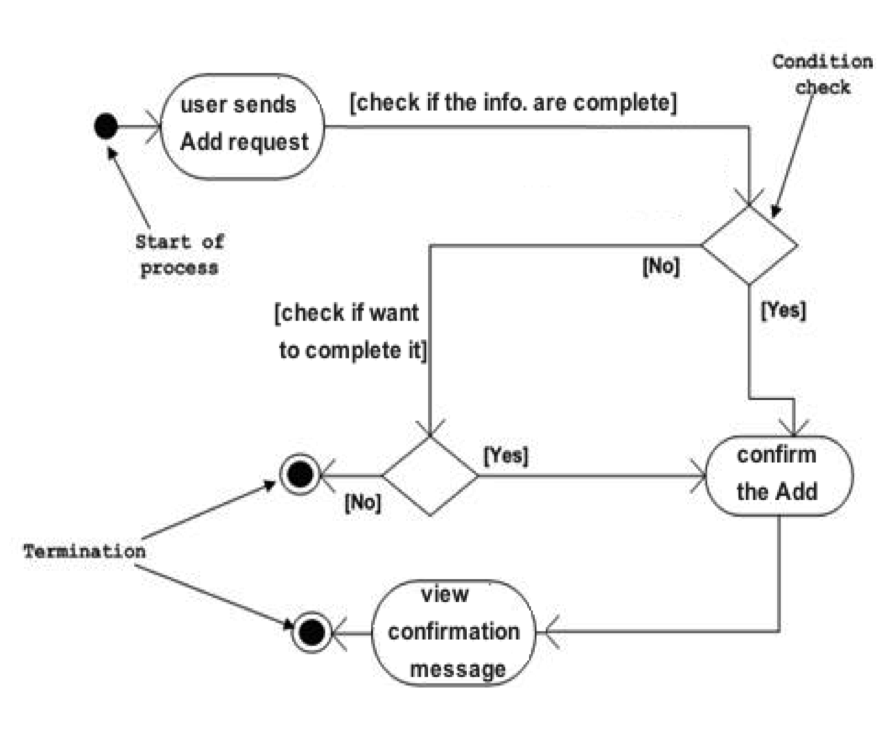 Condition
check
user sends
Add request
[check if the info. are complete]
Start of
process
[No]
[Yes]
[check if want
to complete it]
[Yes]
[No]
confirm
the Add
Termination
view
confirmation
message